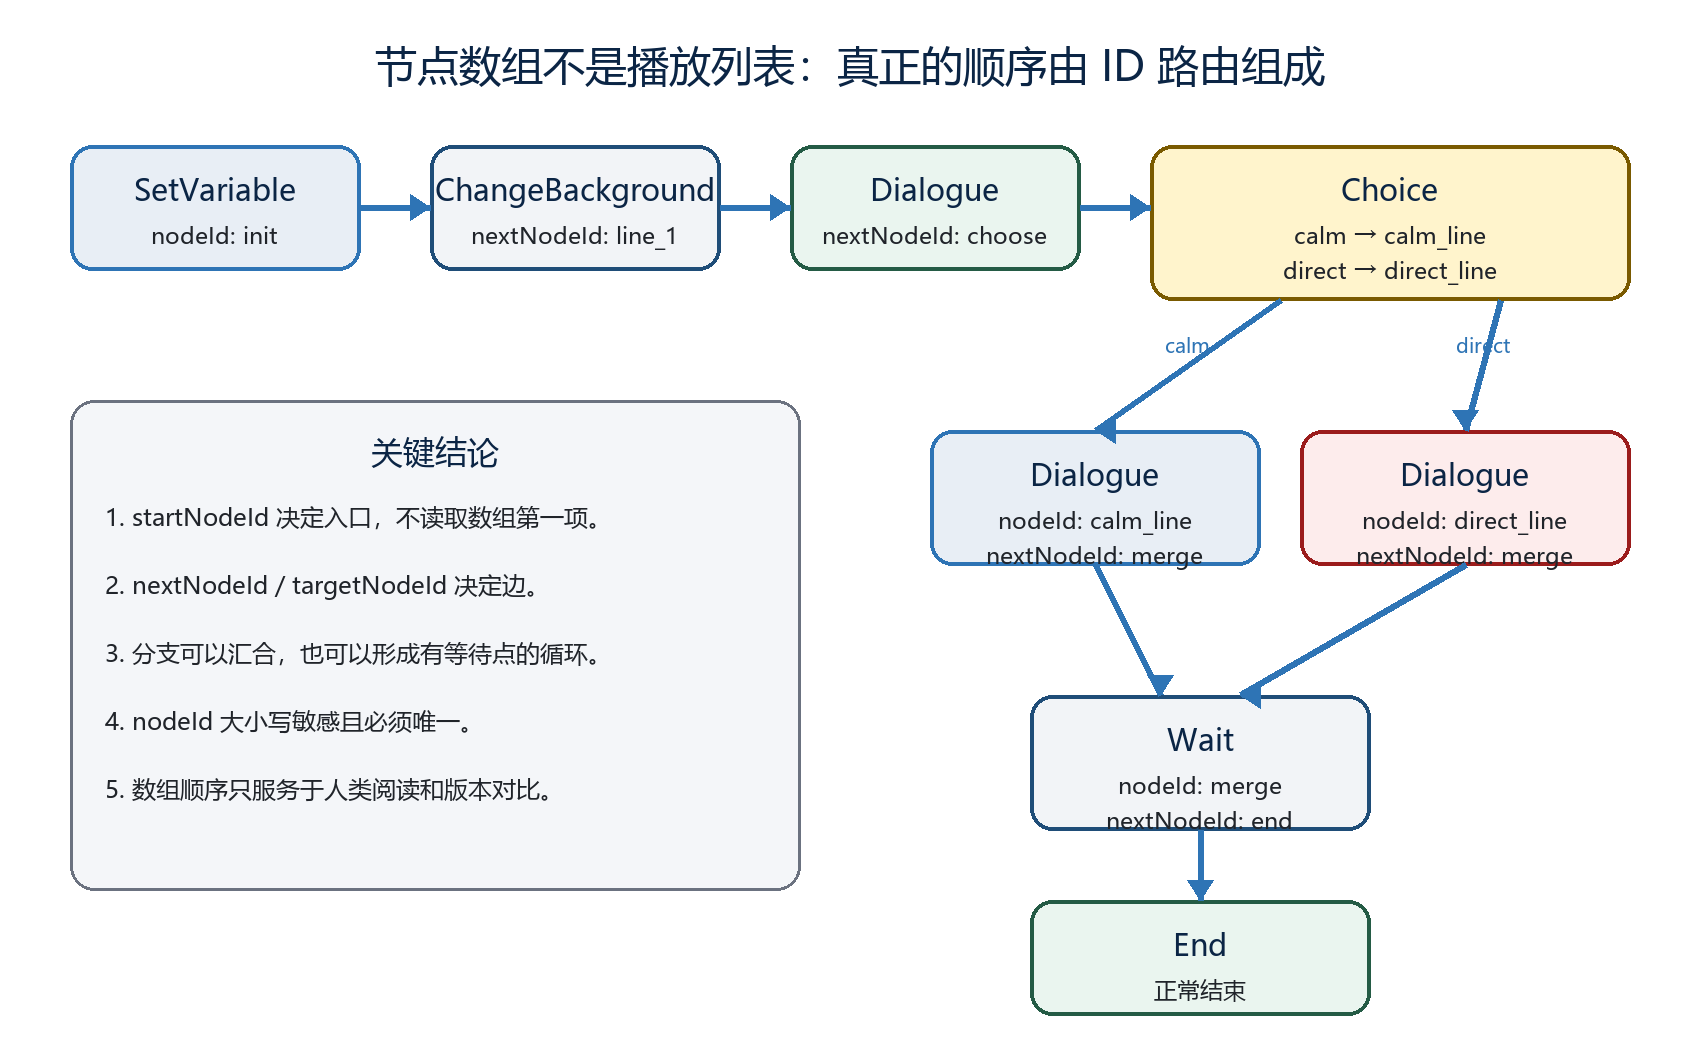 节点数组不是播放列表：真正的顺序由 ID 路由组成
SetVariable
nodeId: init
ChangeBackground
nextNodeId: line_1
Dialogue
nextNodeId: choose
Choice
calm → calm_line
direct → direct_line
calm
direct
关键结论
1. startNodeId 决定入口，不读取数组第一项。
2. nextNodeId / targetNodeId 决定边。
3. 分支可以汇合，也可以形成有等待点的循环。
4. nodeId 大小写敏感且必须唯一。
5. 数组顺序只服务于人类阅读和版本对比。
Dialogue
nodeId: calm_line
nextNodeId: merge
Dialogue
nodeId: direct_line
nextNodeId: merge
Wait
nodeId: merge
nextNodeId: end
End
正常结束